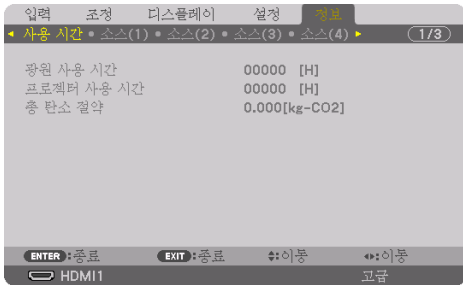 입력 조정 디스플레이 설정 정보
◂ 사용 시간 • 소스(1) • 소스(2) • 소스(3) • 소스(4) ▸ 1/3
광원 사용 시간 00000 [H]
프로젝터 사용 시간 00000 [H]
총 탄소 절약 0.000[kg-CO2]
ENTER:종료 EXIT:종료 ◆:이동 ◂▸:이동
HDMI1 고급